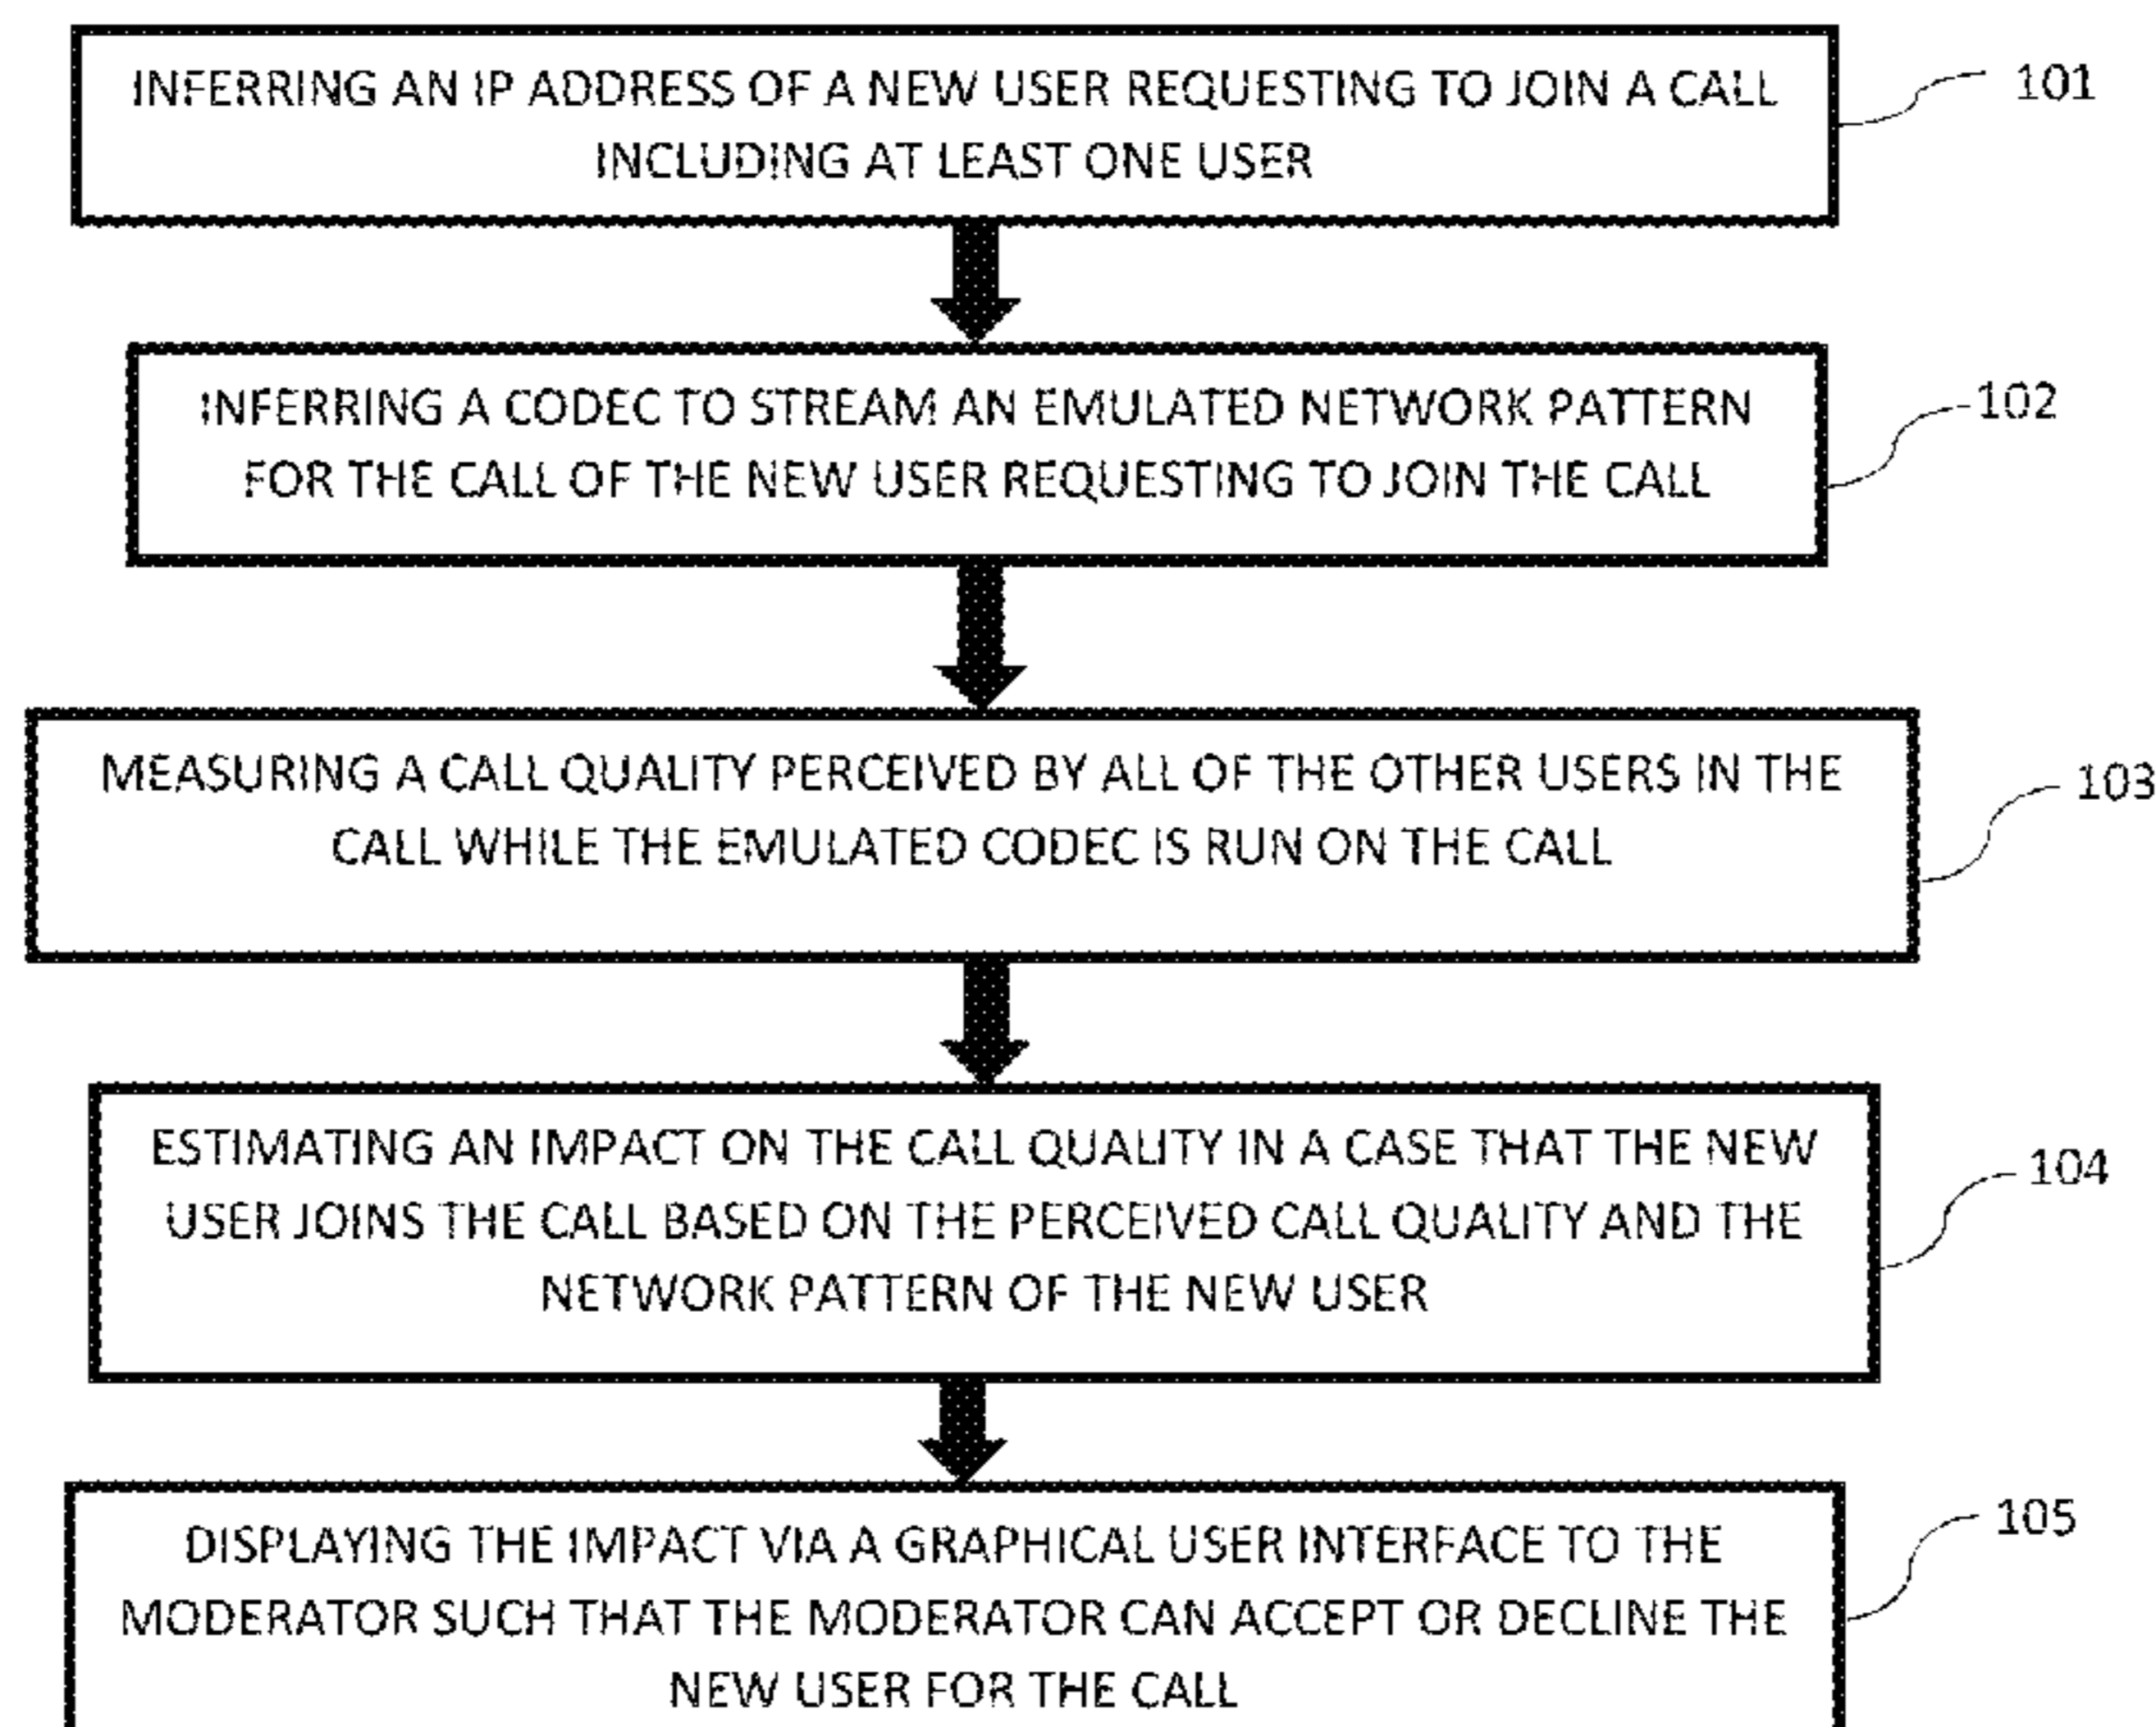 INFERRING AN IP ADDRESS OF A NEW USER REQUESTING TO JOIN A CALL
INCLUDING AT LEAST ONE USER
101
INFERRING A CODEC TO STREAM AN EMULATED NETWORK PATTERN
FOR THE CALL OF THE NEW USER REQUESTING TO JOIN THE CALL
102
MEASURING A CALL QUALITY PERCEIVED BY ALL OF THE OTHER USERS IN THE
CALL WHILE THE EMULATED CODEC IS RUN ON THE CALL
103
ESTIMATING AN IMPACT ON THE CALL QUALITY IN A CASE THAT THE NEW
USER JOINS THE CALL BASED ON THE PERCEIVED CALL QUALITY AND THE
NETWORK PATTERN OF THE NEW USER
104
DISPLAYING THE IMPACT VIA A GRAPHICAL USER INTERFACE TO THE
MODERATOR SUCH THAT THE MODERATOR CAN ACCEPT OR DECLINE THE
NEW USER FOR THE CALL
105